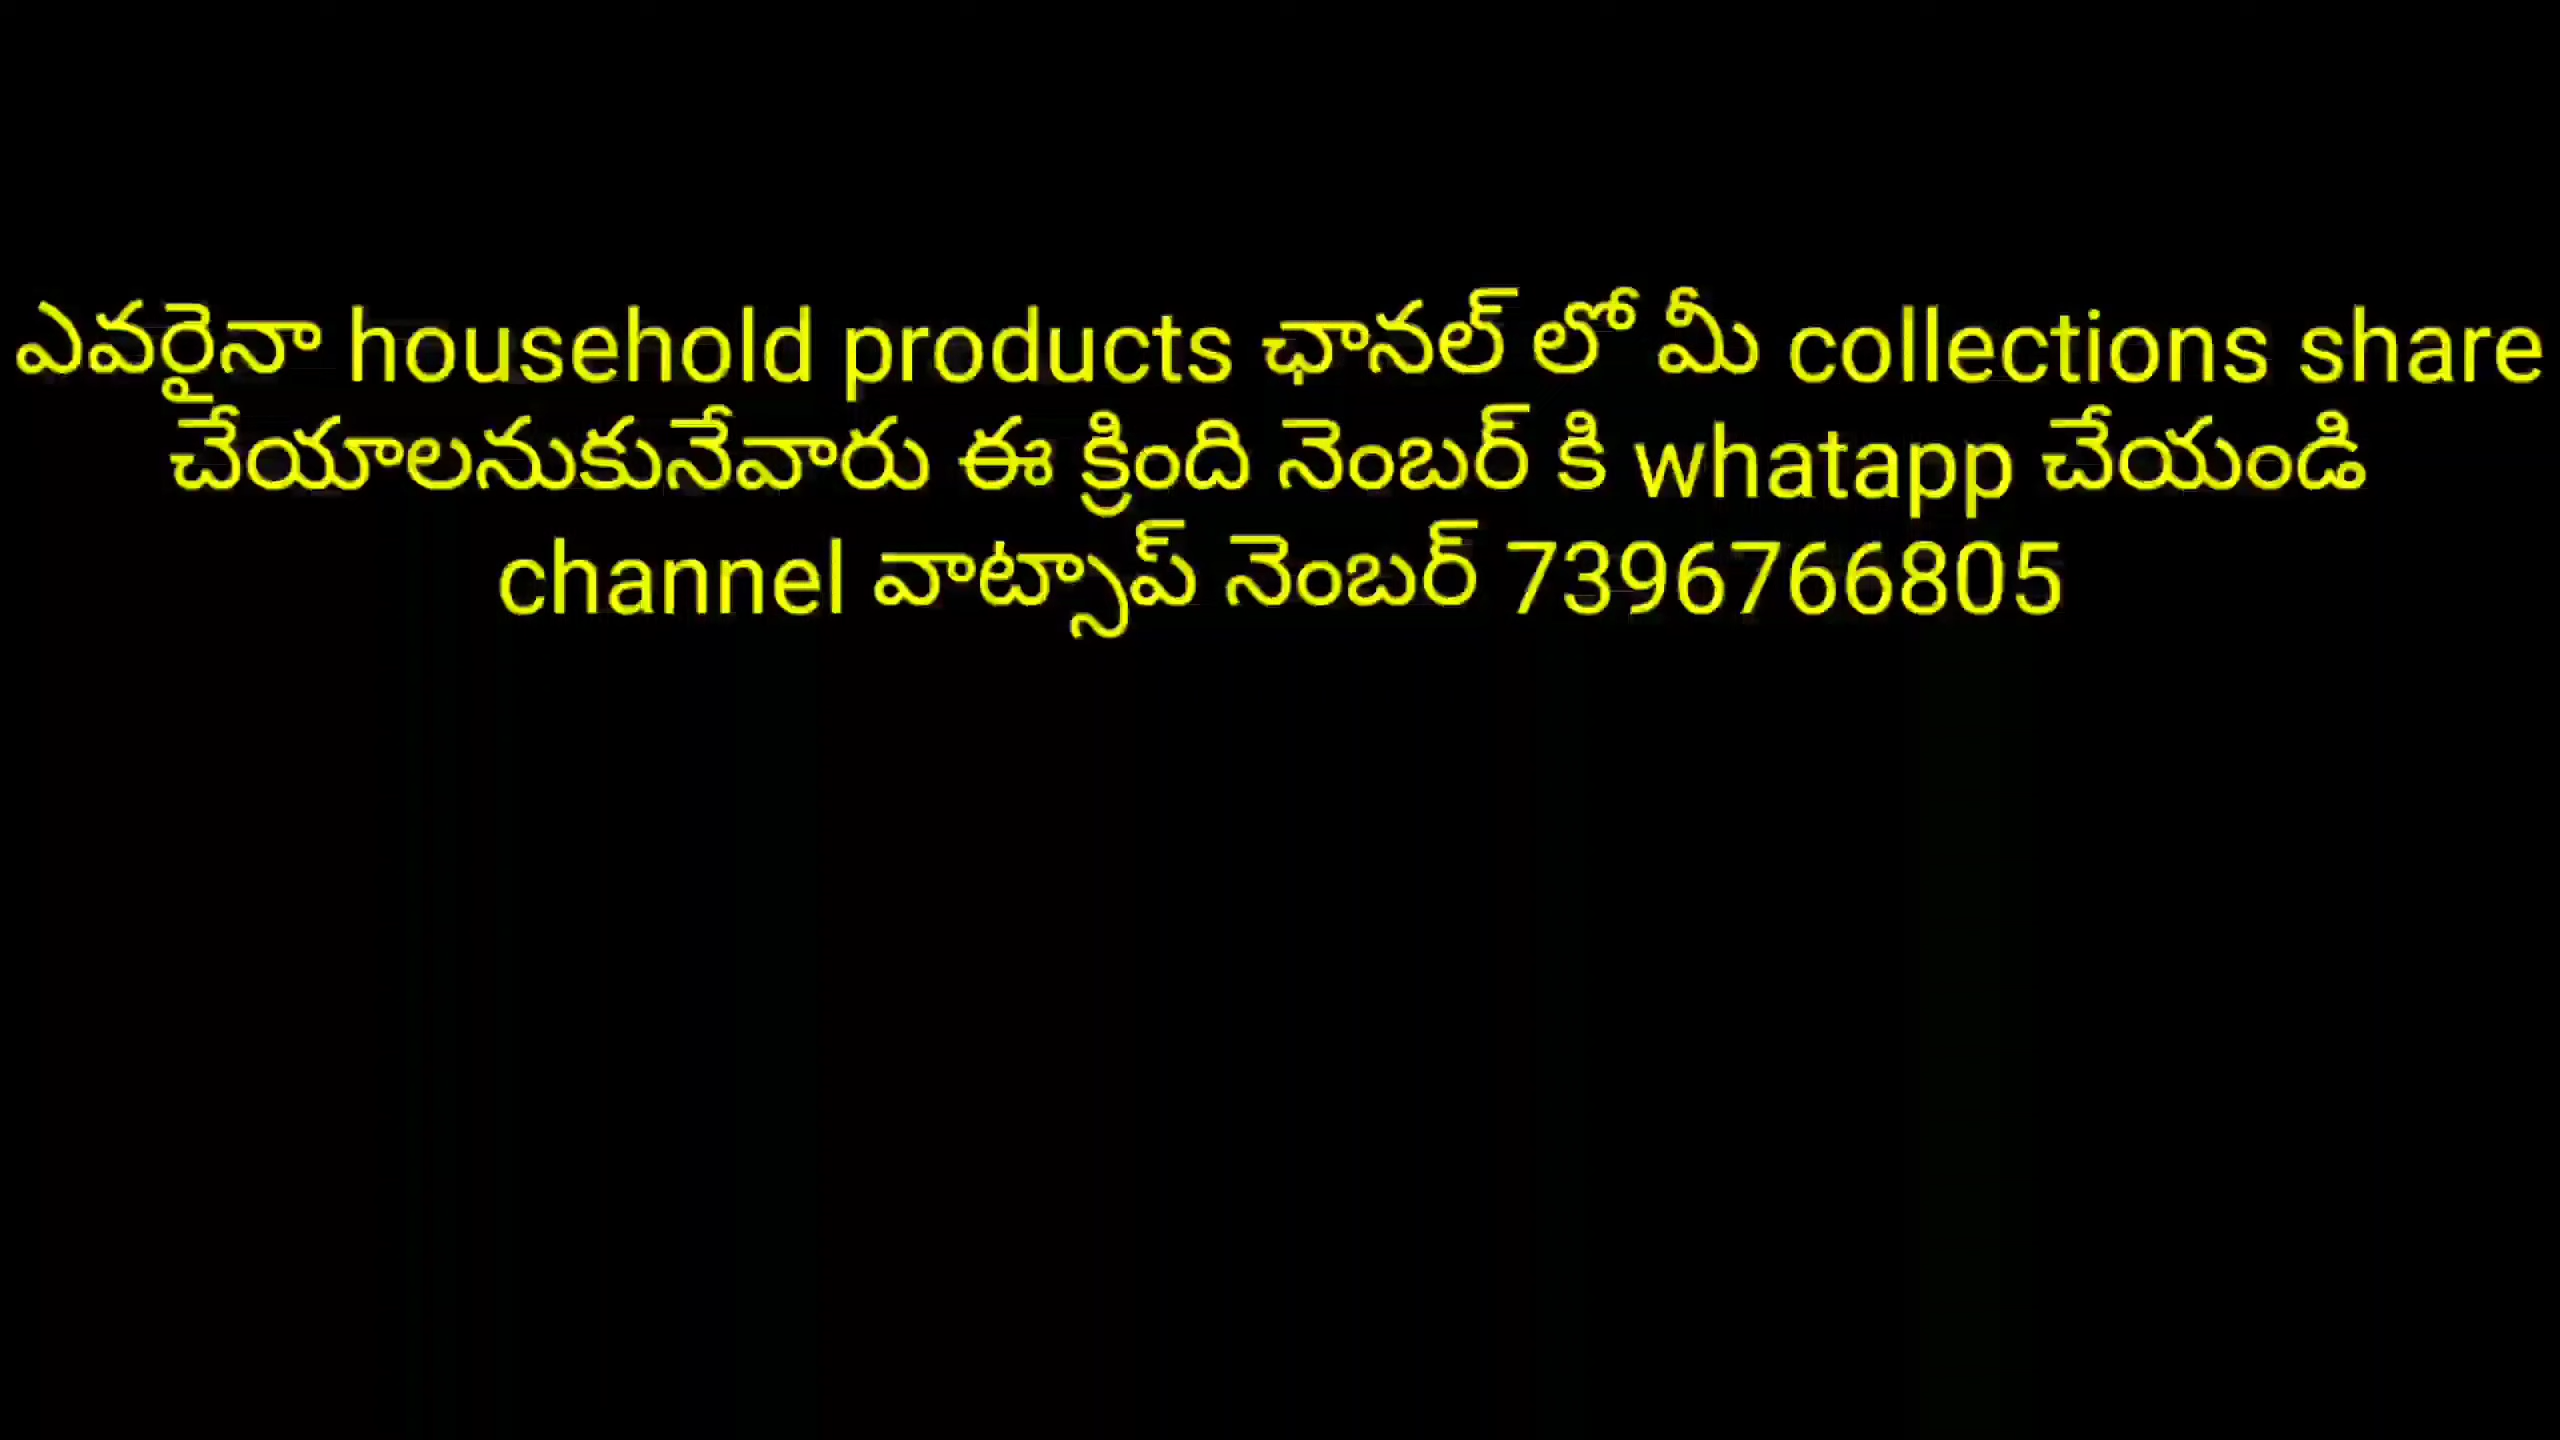 ఎవరైనా household products ఛానల్ లో మీ collections share
చేయాలనుకునేవారు ఈ క్రింది నెంబర్ కి whatapp చేయండి
channel వాట్సాప్ నెంబర్ 7396766805